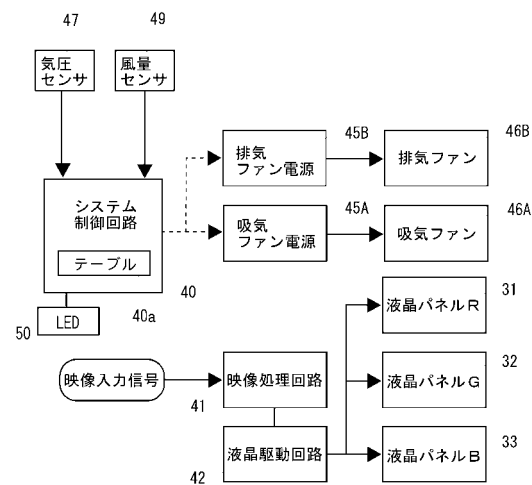 47
49
気圧
センサ
風量
センサ
45B
46B
排気
ファン電源
排気ファン
45A
46A
吸気
ファン電源
吸気ファン
システム
制御回路
テーブル
40
40a
50
LED
31
液晶パネルR
映像入力信号
映像処理回路
41
32
液晶パネルG
33
液晶駆動回路
42
液晶パネルB